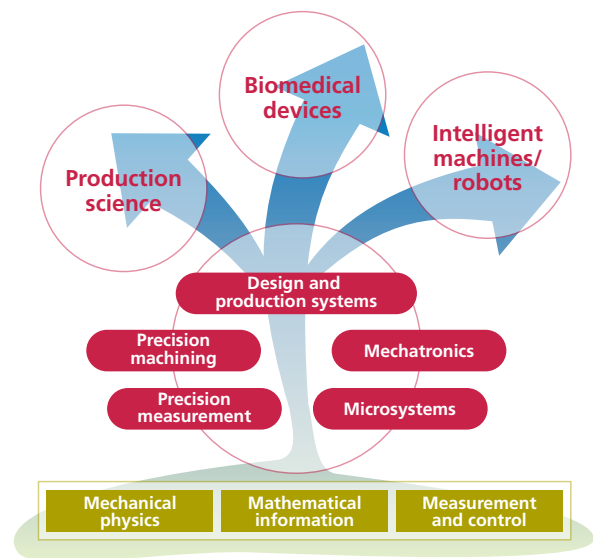 Biomedical
devices
Intelligent
machines/
robots
Production
science
Design and
production systems
Precision
machining
Mechatronics
Precision
measurement
Microsystems
Mechanical
physics
Mathematical
information
Measurement
and control